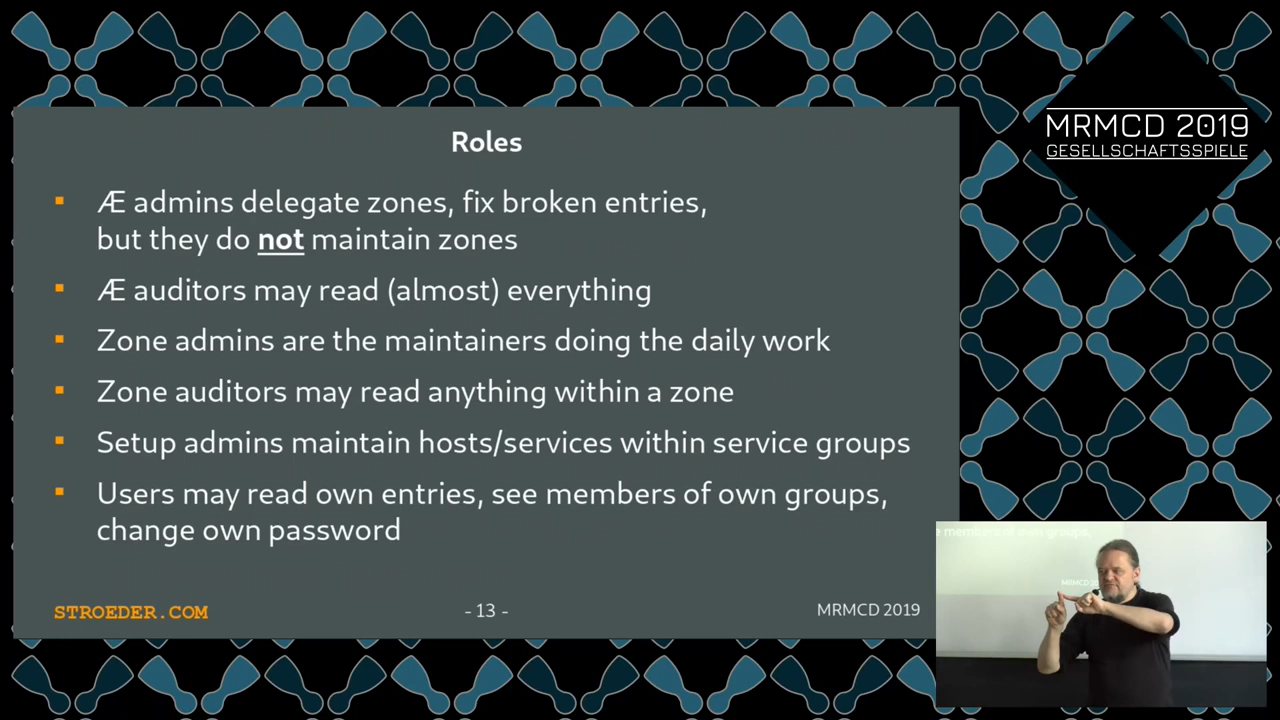 MRMCD 2019
GESELLSCHAFTSSPIELE
Roles
Æ admins delegate zones, fix broken entries,
but they do not maintain zones
Æ auditors may read (almost) everything
Zone admins are the maintainers doing the daily work
Zone auditors may read anything within a zone
Setup admins maintain hosts/services within service groups
Users may read own entries, see members of own groups,
change own password
STROEDER.COM
- 13 -
MRMCD 2019